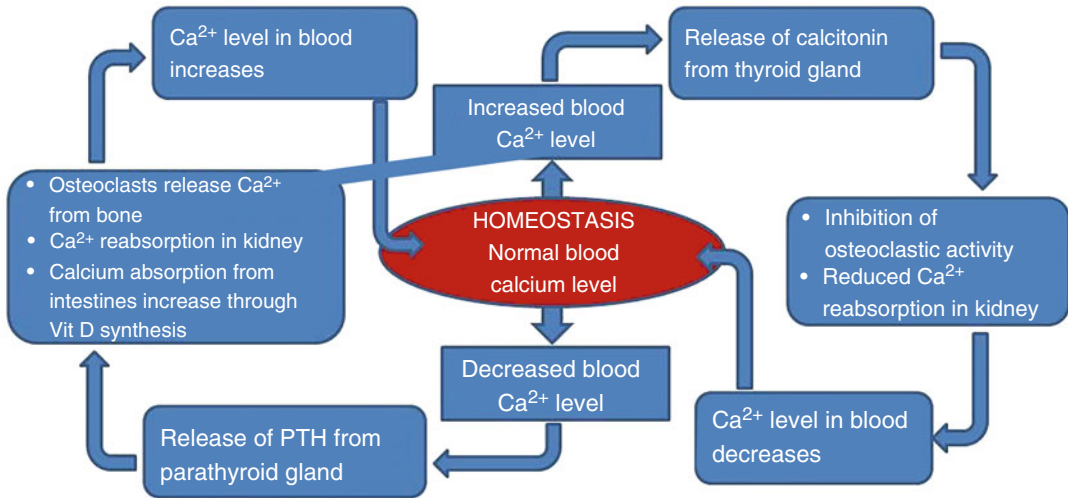 Ca²⁺ level in blood
increases
Increased blood
Ca²⁺ level
Release of calcitonin
from thyroid gland
• Osteoclasts release Ca²⁺
from bone
• Ca²⁺ reabsorption in kidney
• Calcium absorption from
intestines increase through
Vit D synthesis
HOMEOSTASIS
Normal blood
calcium level
• Inhibition of
osteoclastic activity
• Reduced Ca²⁺
reabsorption in kidney
Decreased blood
Ca²⁺ level
Release of PTH from
parathyroid gland
Ca²⁺ level in blood
decreases